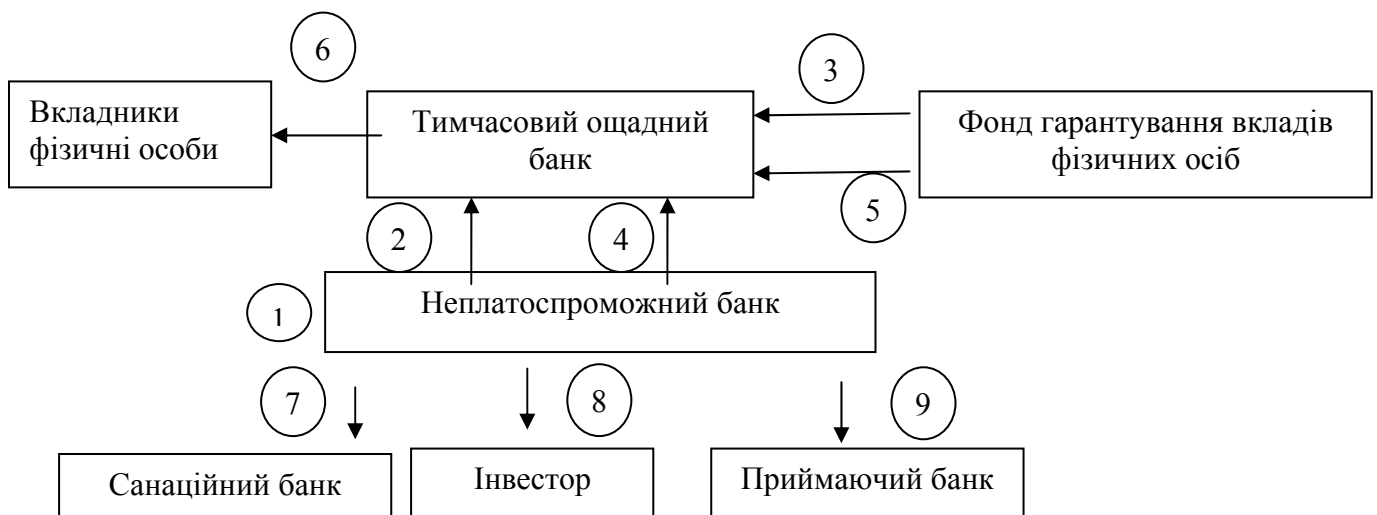 6
3
Вкладники
фізичні особи
Тимчасовий ощадний
банк
Фонд гарантування вкладів
фізичних осіб
5
2
4
Неплатоспроможний банк
1
7
8
9
Санаційний банк
Інвестор
Приймаючий банк